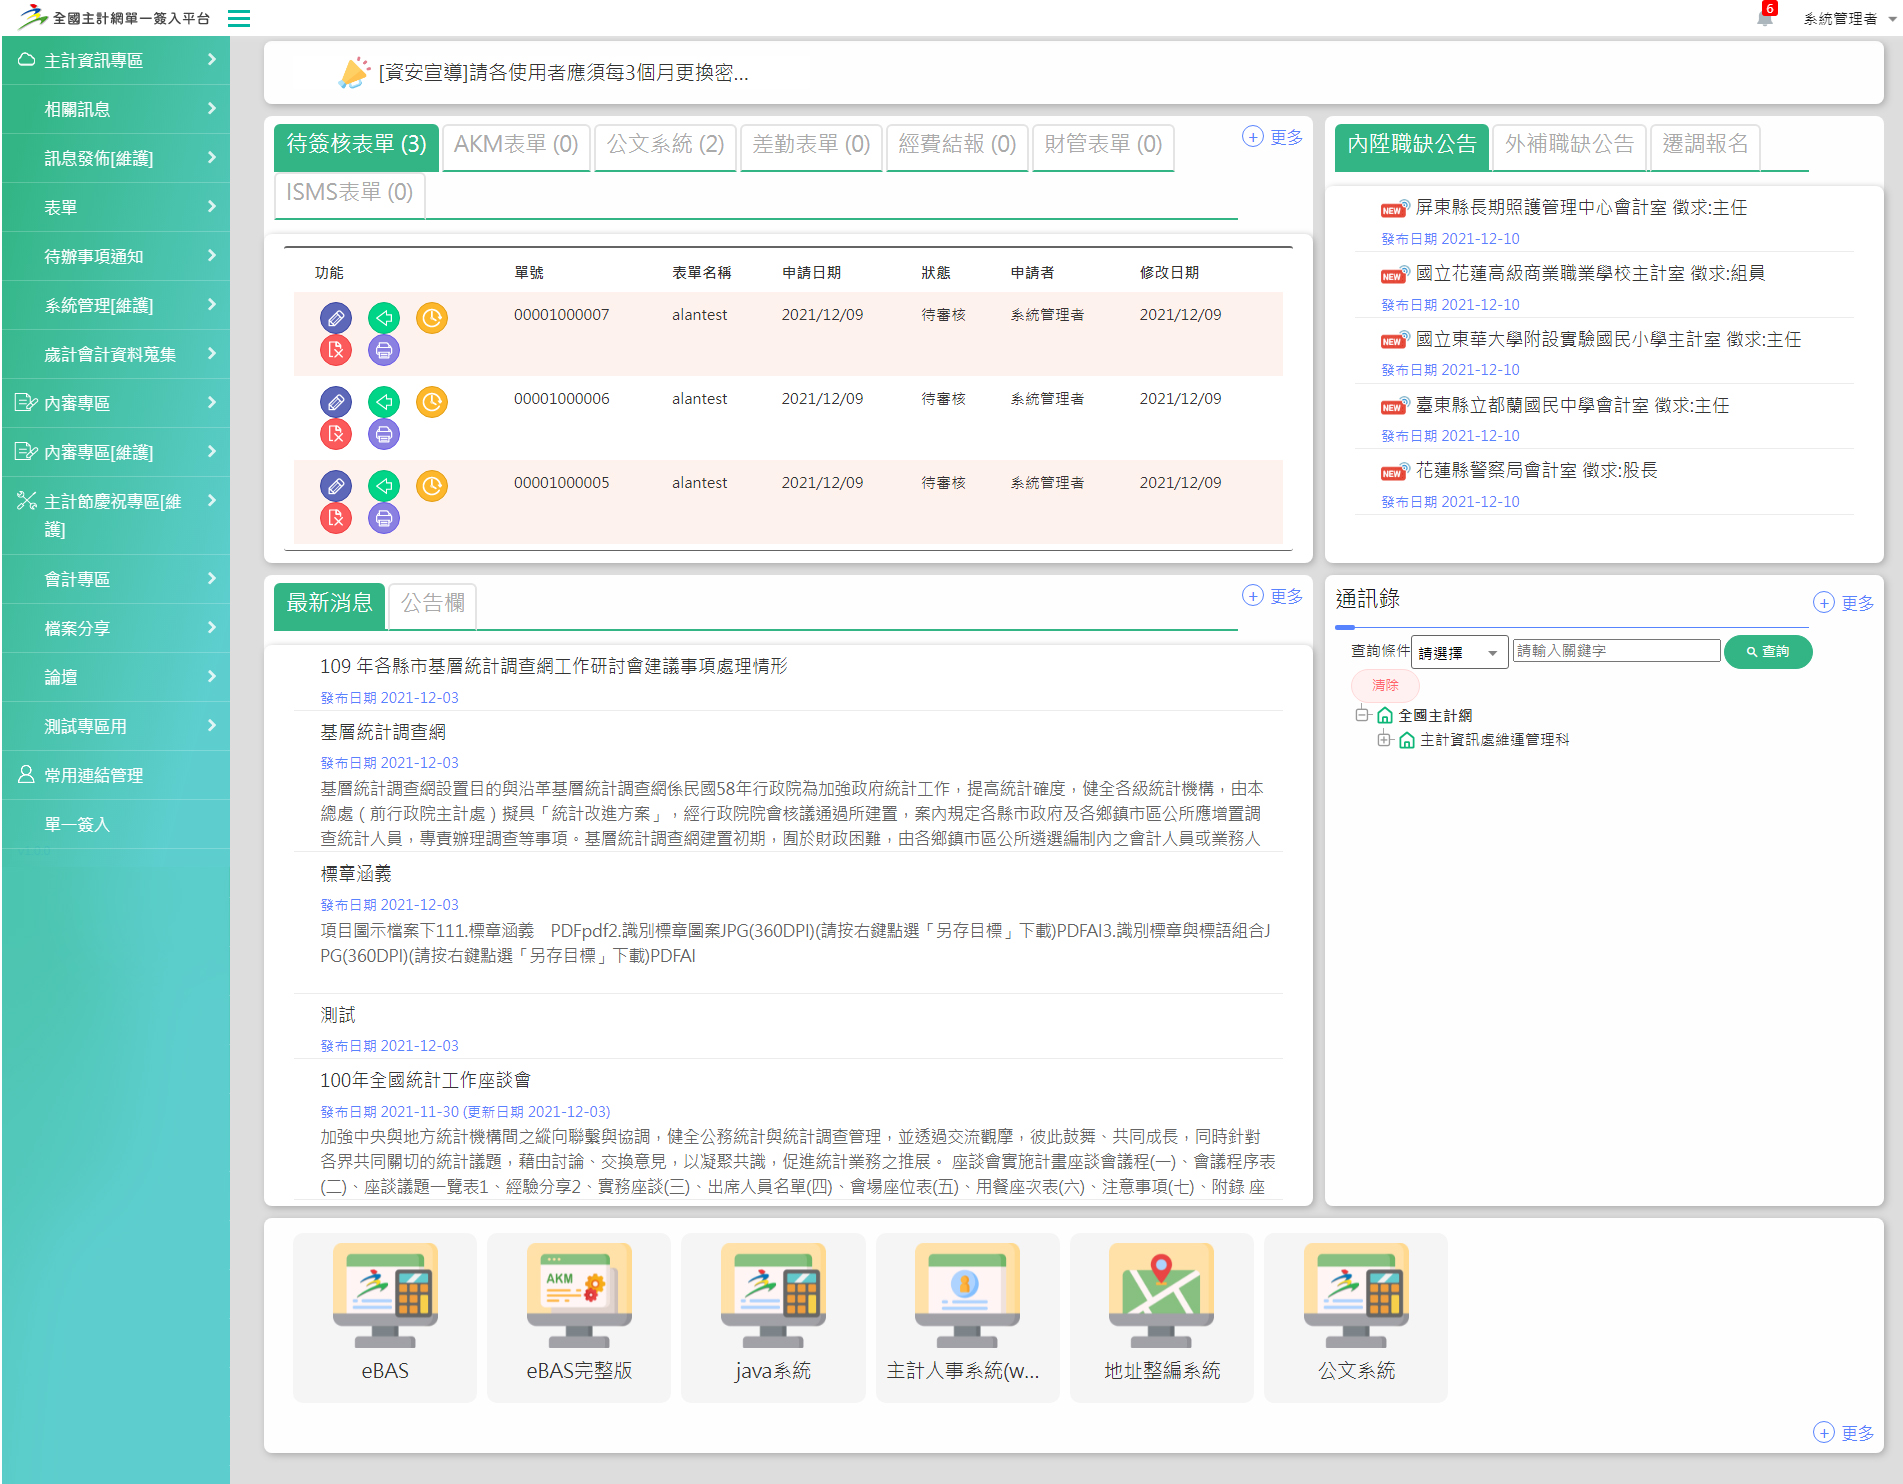 全國主計網單一簽入平台
6
系統管理者
主計資訊專區
相關訊息
訊息發佈[維護]
表單
待辦事項通知
系統管理[維護]
歲計會計資料蒐集
內審專區
內審專區[維護]
主計節慶祝專區[維
護]
會計專區
檔案分享
論壇
測試專區用
常用連結管理
單一簽入
[資安宣導]請各使用者應須每3個月更換密...
待簽核表單 (3)
AKM表單 (0)
公文系統 (2)
差勤表單 (0)
經費結報 (0)
財管表單 (0)
更多
ISMS表單 (0)
功能 單號 表單名稱 申請日期 狀態 申請者 修改日期
00001000007 alantest 2021/12/09 待審核 系統管理者 2021/12/09
00001000006 alantest 2021/12/09 待審核 系統管理者 2021/12/09
00001000005 alantest 2021/12/09 待審核 系統管理者 2021/12/09
內陞職缺公告
外補職缺公告
遷調報名
NEW 屏東縣長期照護管理中心會計室 徵求:主任
發布日期 2021-12-10
NEW 國立花蓮高級商業職業學校主計室 徵求:組員
發布日期 2021-12-10
NEW 國立東華大學附設實驗國民小學主計室 徵求:主任
發布日期 2021-12-10
NEW 臺東縣立都蘭國民中學會計室 徵求:主任
發布日期 2021-12-10
NEW 花蓮縣警察局會計室 徵求:股長
發布日期 2021-12-10
最新消息
公告欄
更多
109 年各縣市基層統計調查網工作研討會建議事項處理情形
發布日期 2021-12-03
基層統計調查網
發布日期 2021-12-03
基層統計調查網設置目的與沿革基層統計調查網係民國58年行政院為加強政府統計工作，提高統計確度，健全各級統計機構，由本
總處（前行政院主計處）擬具「統計改進方案」，經行政院院會核議通過所建置，案內規定各縣市政府及各鄉鎮市區公所應增置調
查統計人員，專責辦理調查等事項。基層統計調查網建置初期，囿於財政困難，由各鄉鎮市區公所遴選編制內之會計人員或業務人
標章涵義
發布日期 2021-12-03
項目圖示檔案下111.標章涵義　PDFpdf2.識別標章圖案JPG(360DPI)(請按右鍵點選「另存目標」下載)PDFAI3.識別標章與標語組合J
PG(360DPI)(請按右鍵點選「另存目標」下載)PDFAI
測試
發布日期 2021-12-03
100年全國統計工作座談會
發布日期 2021-11-30 (更新日期 2021-12-03)
加強中央與地方統計機構間之縱向聯繫與協調，健全公務統計與統計調查管理，並透過交流觀摩，彼此鼓舞、共同成長，同時針對
各界共同關切的統計議題，藉由討論、交換意見，以凝聚共識，促進統計業務之推展。 座談會實施計畫座談會議程(一)、會議程序表
(二)、座談議題一覽表1、經驗分享2、實務座談(三)、出席人員名單(四)、會場座位表(五)、用餐座次表(六)、注意事項(七)、附錄 座
通訊錄
更多
查詢條件 請選擇 請輸入關鍵字 查詢
清除
全國主計網
主計資訊處維運管理科
AKM
eBAS
eBAS完整版
java系統
主計人事系統(w...
地址整編系統
公文系統
更多